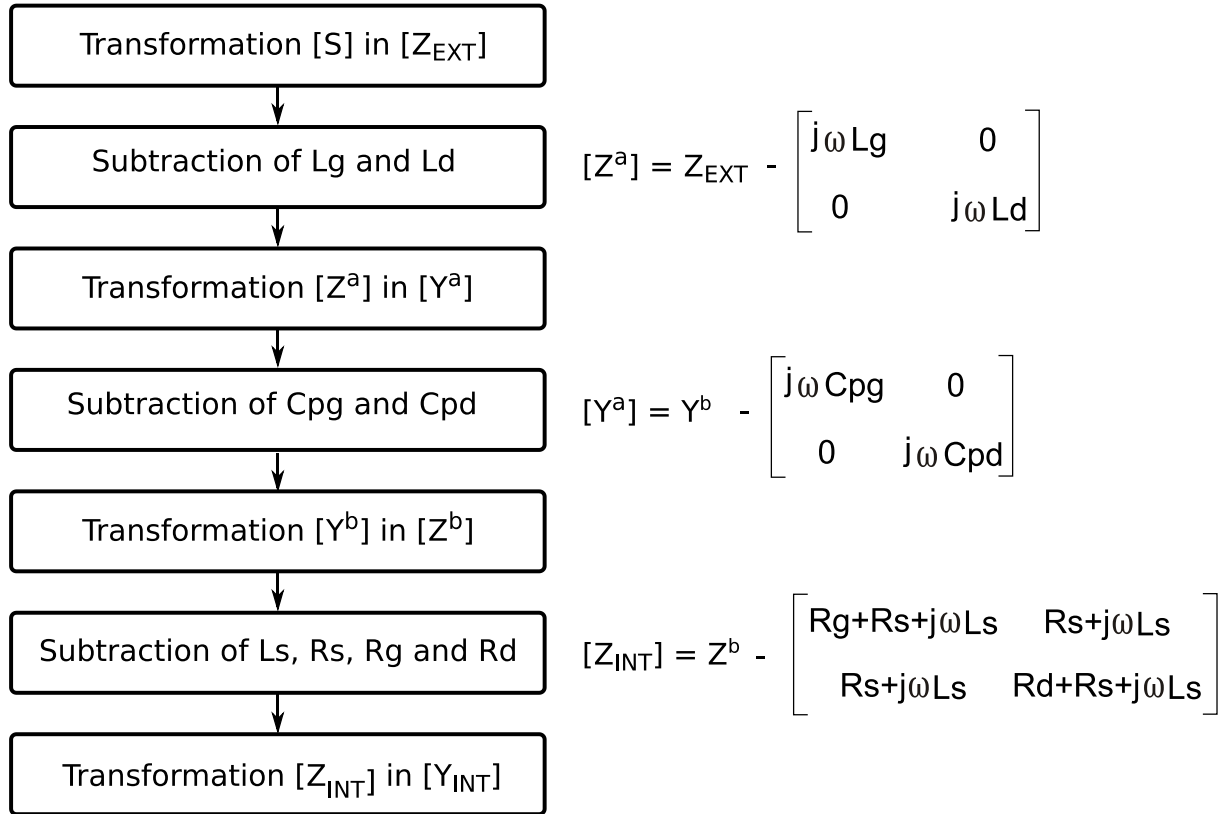 Transformation [S] in [Z_EXT]
Subtraction of Lg and Ld
[Z^a] = Z_EXT - [ jωLg 0
0 jωLd ]
Transformation [Z^a] in [Y^a]
Subtraction of Cpg and Cpd
[Y^a] = Y^b - [ jωCpg 0
0 jωCpd ]
Transformation [Y^b] in [Z^b]
Subtraction of Ls, Rs, Rg and Rd
[Z_INT] = Z^b - [ Rg+Rs+jωLs Rs+jωLs
Rs+jωLs Rd+Rs+jωLs ]
Transformation [Z_INT] in [Y_INT]